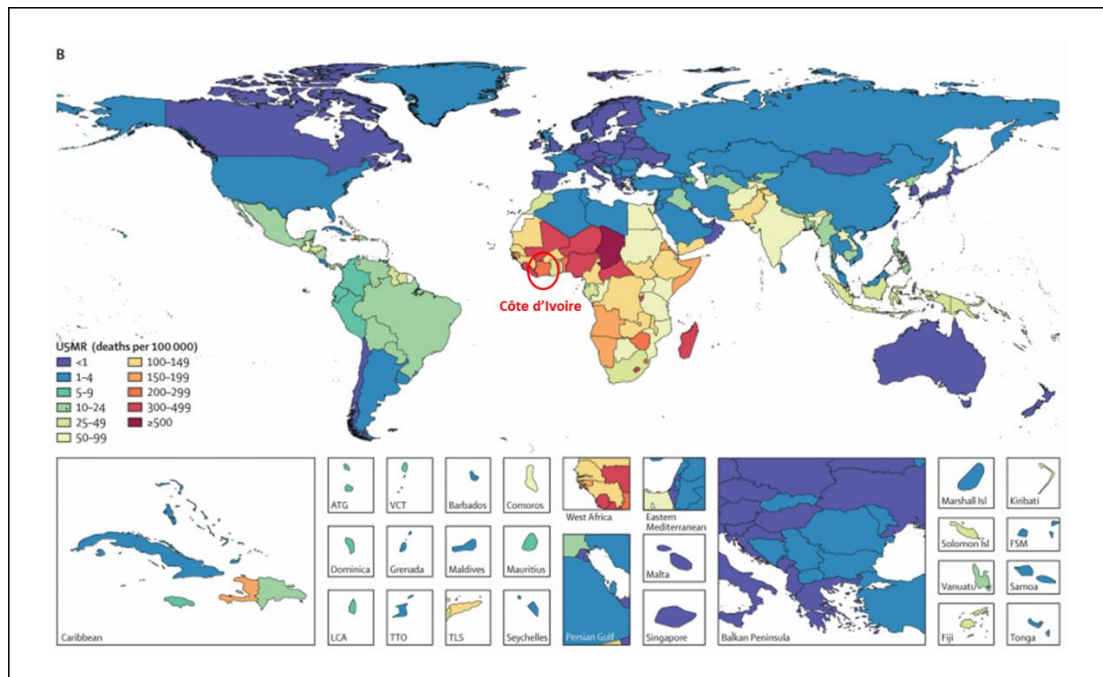 B
Côte d'Ivoire
U5MR (deaths per 100 000)
<1
1–4
5–9
10–24
25–49
50–99
100–149
150–199
200–299
300–499
≥500
Caribbean
ATG
VCT
Barbados
Comoros
Dominica
Grenada
Maldives
Mauritius
LCA
TTO
TLS
Seychelles
West Africa
Eastern
Mediterranean
Persian Gulf
Malta
Singapore
Balkan Peninsula
Marshall Isl
Kiribati
Solomon Isl
FSM
Vanuatu
Samoa
Fiji
Tonga